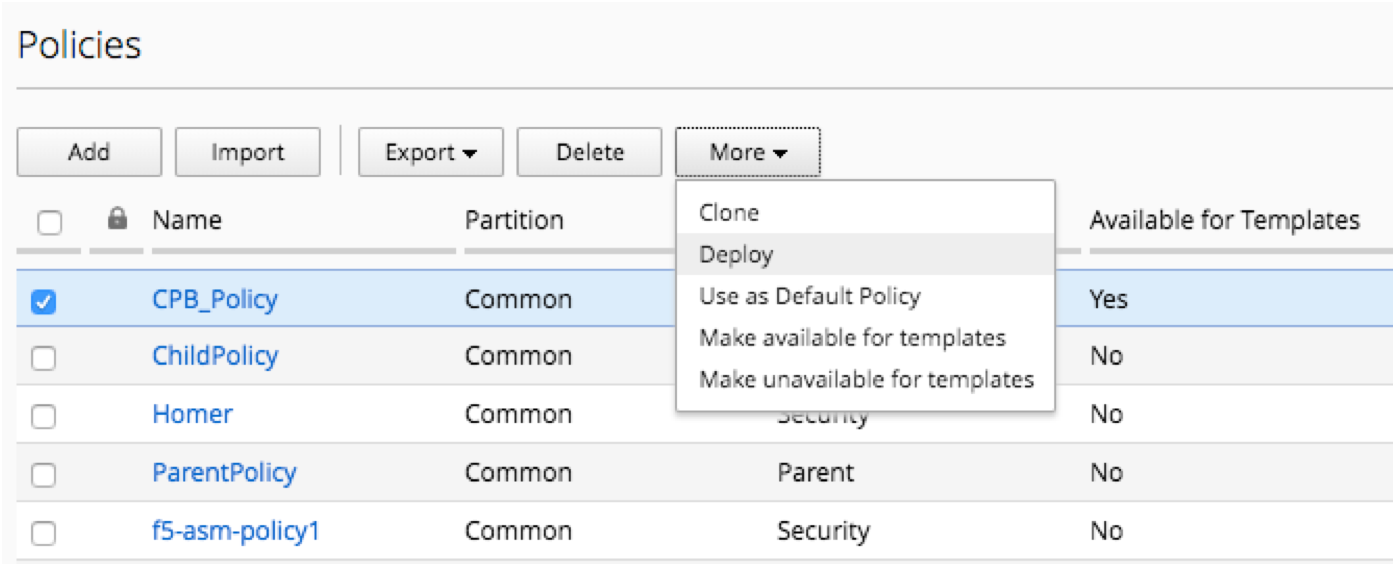 Policies
Add Import Export Delete More
Clone
Name Partition Available for Templates
Deploy
CPB_Policy Common Use as Default Policy Yes
Make available for templates
ChildPolicy Common No
Make unavailable for templates
Homer Common Security No
ParentPolicy Common Parent No
f5-asm-policy1 Common Security No